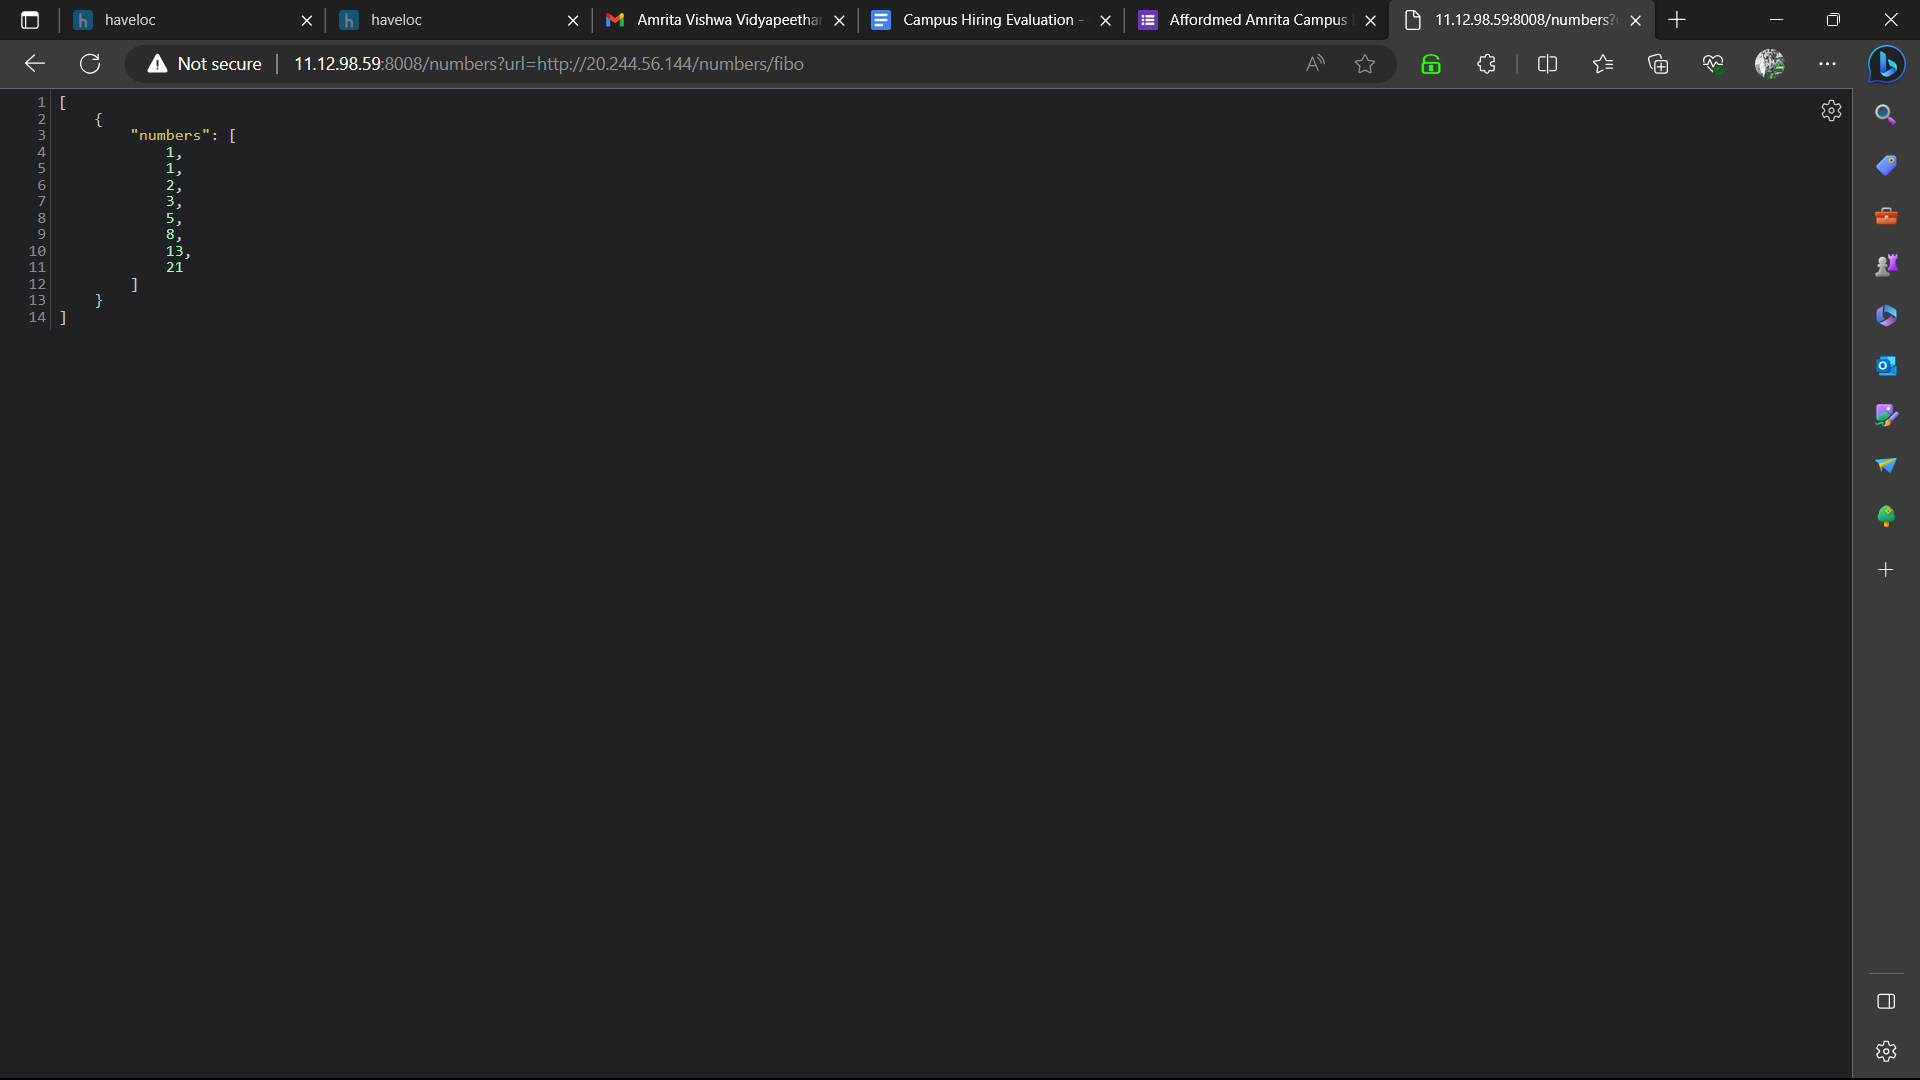 haveloc
haveloc
Amrita Vishwa Vidyapeetha
Campus Hiring Evaluation -
Affordmed Amrita Campus
11.12.98.59:8008/numbers?
Not secure
11.12.98.59:8008/numbers?url=http://20.244.56.144/numbers/fibo
1 [
2 {
3 "numbers": [
4 1,
5 1,
6 2,
7 3,
8 5,
9 8,
10 13,
11 21
12 ]
13 }
14 ]